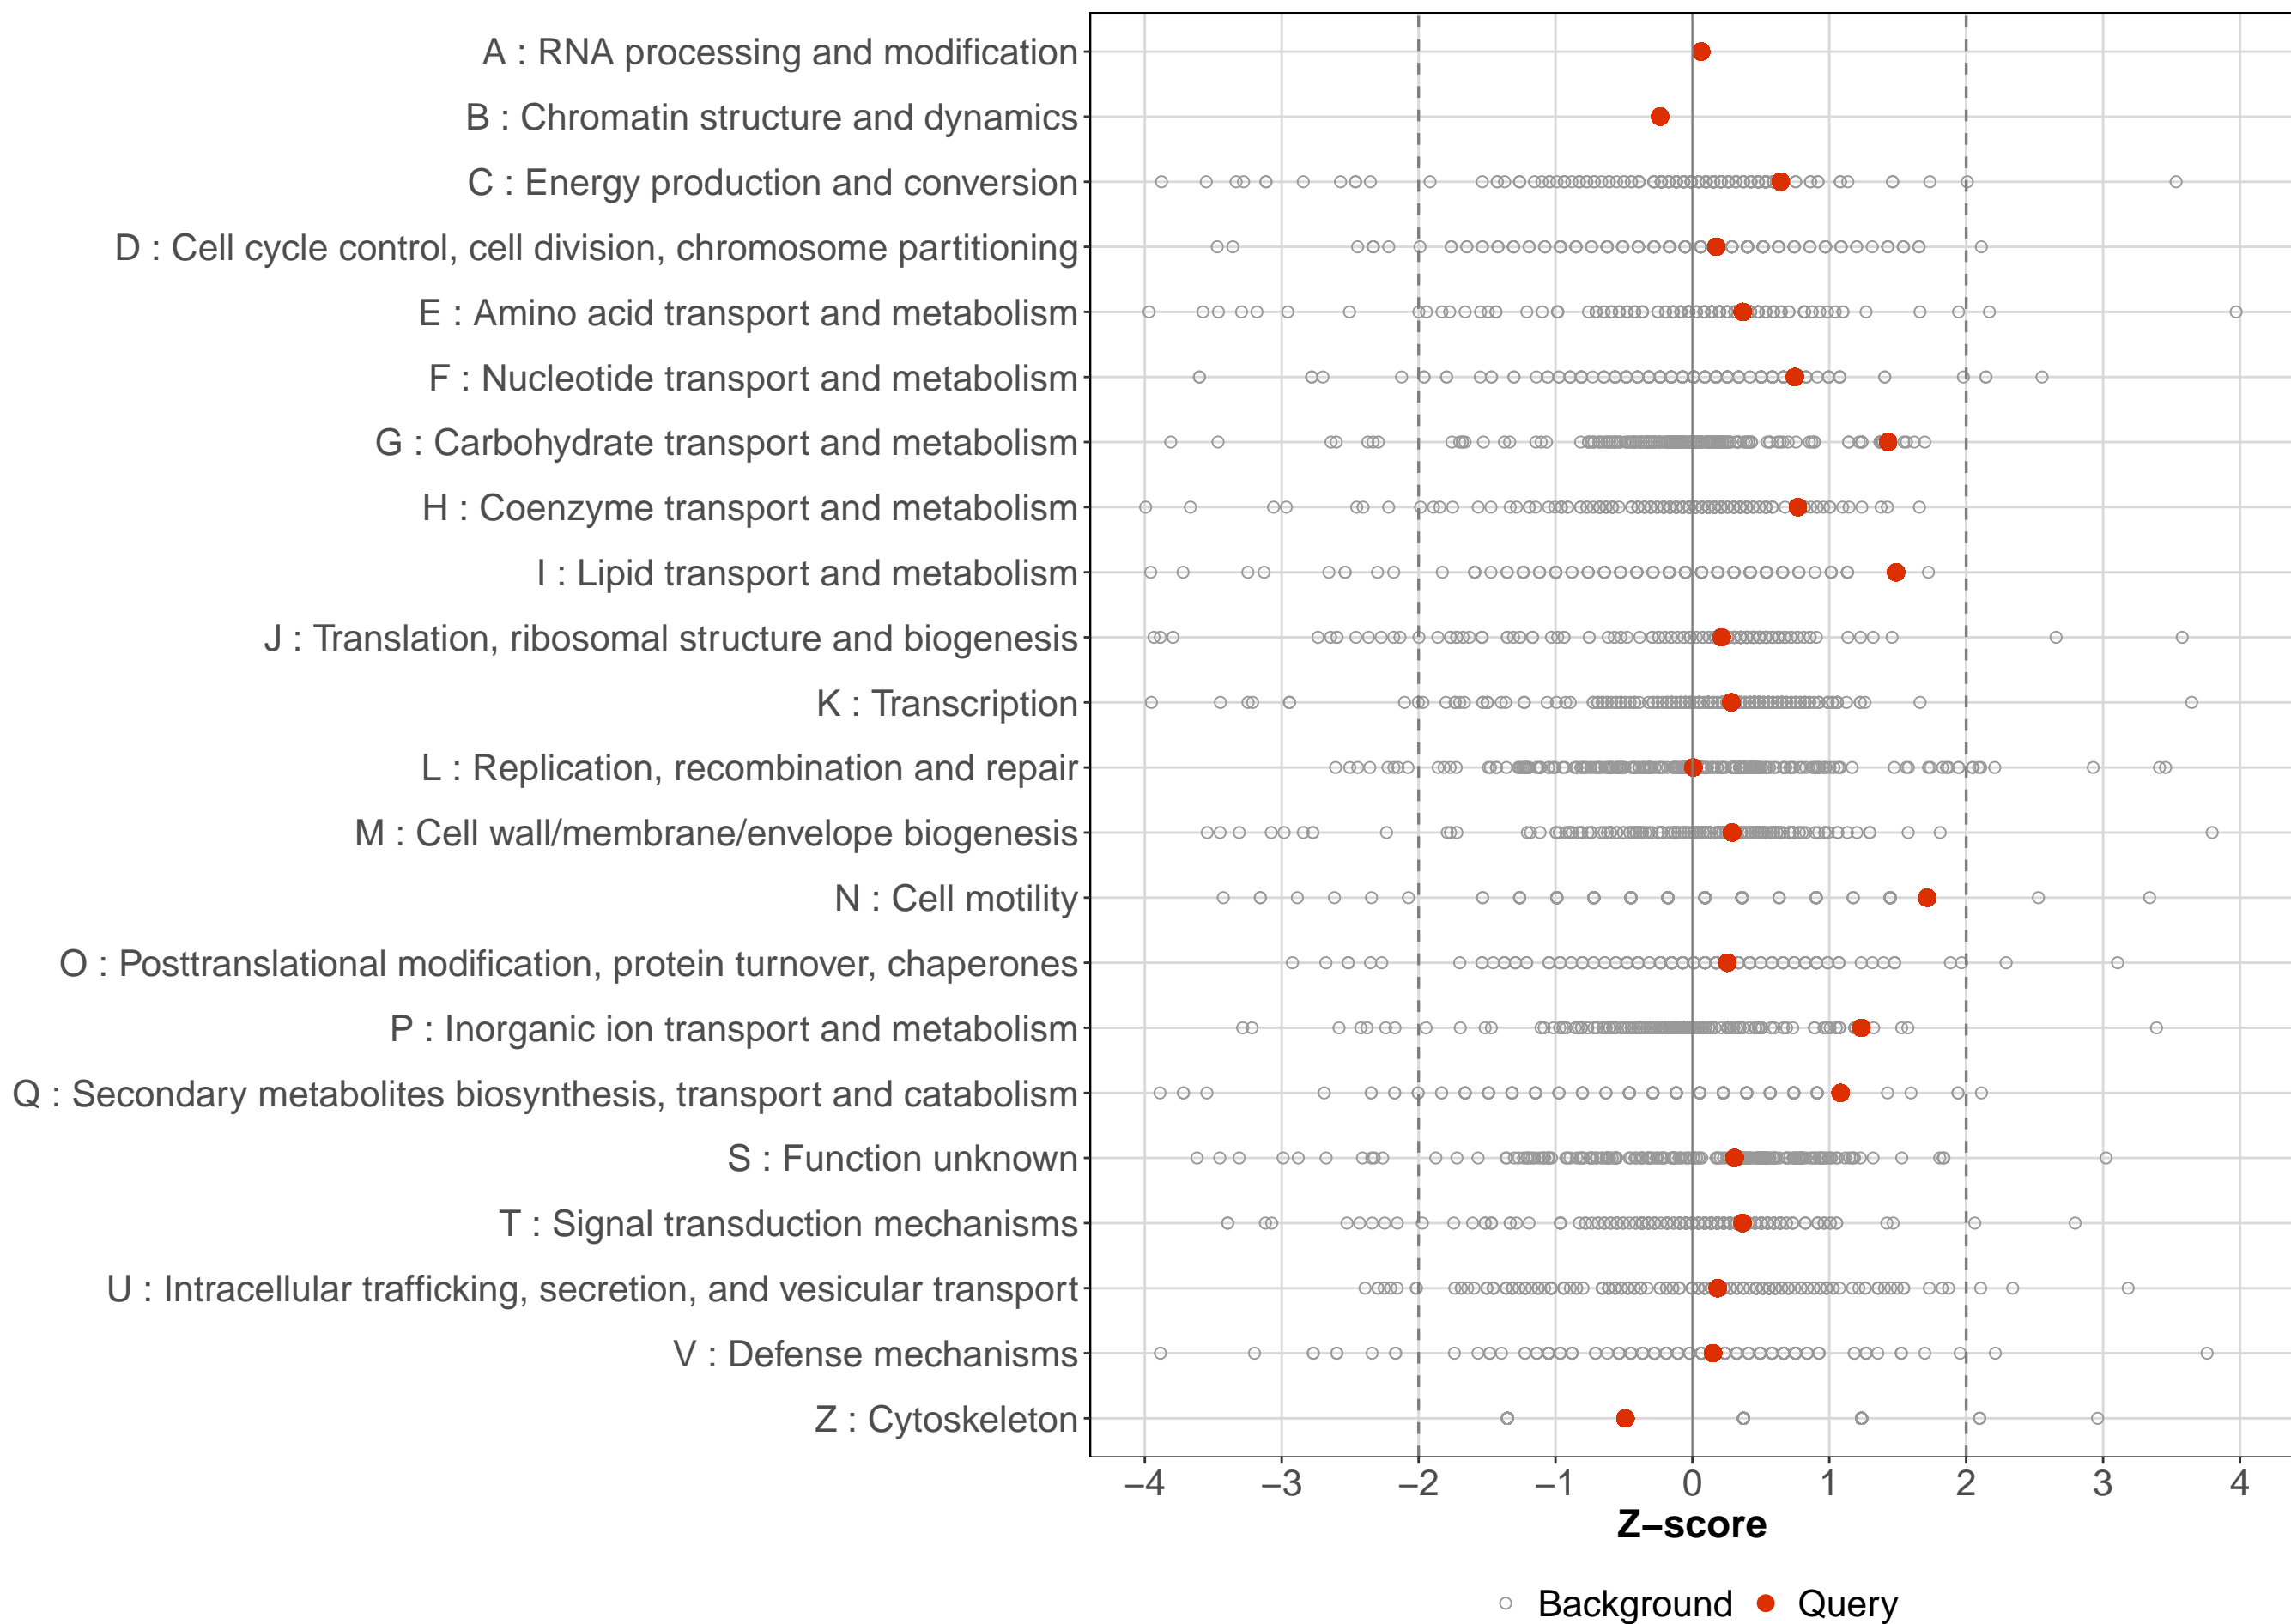 A : RNA processing and modification
B : Chromatin structure and dynamics
C : Energy production and conversion
D : Cell cycle control, cell division, chromosome partitioning
E : Amino acid transport and metabolism
F : Nucleotide transport and metabolism
G : Carbohydrate transport and metabolism
H : Coenzyme transport and metabolism
I : Lipid transport and metabolism
J : Translation, ribosomal structure and biogenesis
K : Transcription
L : Replication, recombination and repair
M : Cell wall/membrane/envelope biogenesis
N : Cell motility
O : Posttranslational modification, protein turnover, chaperones
P : Inorganic ion transport and metabolism
Q : Secondary metabolites biosynthesis, transport and catabolism
S : Function unknown
T : Signal transduction mechanisms
U : Intracellular trafficking, secretion, and vesicular transport
V : Defense mechanisms
Z : Cytoskeleton
−4 −3 −2 −1 0 1 2 3 4
Z−score
Background Query